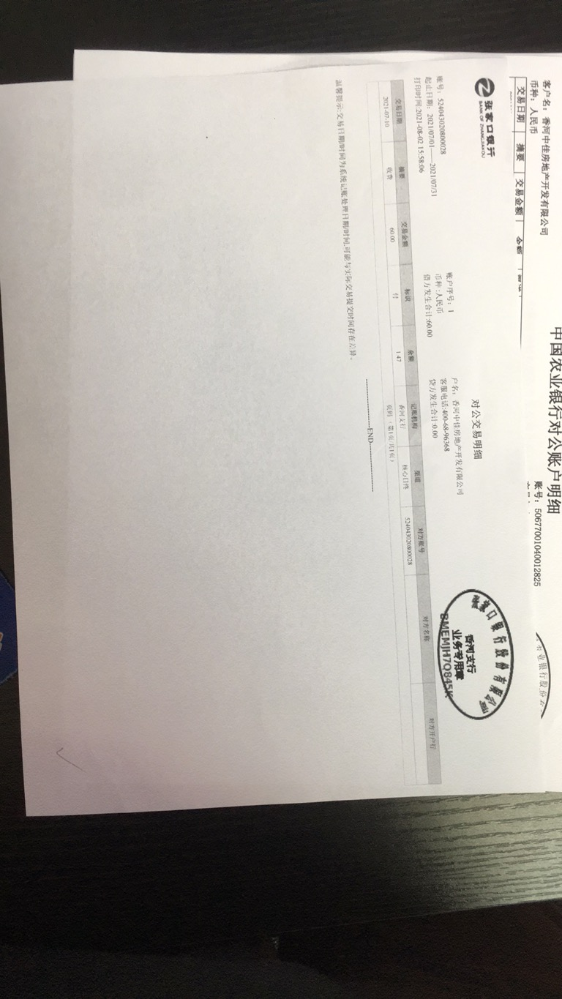 中国农业银行对公账户明细
客户名：香河中佳房地产开发有限公司
账号：50677001040012825
币种：人民币
交易日期 摘要 交易金额 余额
业银行股份
张家口银行
BANK OF ZHANGJIAKOU
对公交易明细
账号：524043020800028 账户序号：1 户名：香河中佳房地产开发有限公司
起止日期：2021/07/01——2021/07/31 币种:人民币 客服电话:400-68-96368
打印时间:2021-08-02 15:58:06 借方发生合计:60.00 贷方发生合计:0.00
张家口银行股份有限公司
香河支行
业务专用章
BMEMJH7Q845K
交易日期 摘要 交易金额 标识 余额 记账机构 渠道 对方账号 对方名称 对方开户行
2021-07-10 收费 60.00 付 1.47 香河支行 核心日终 524043020800028
页码（第1页/共1页）
---------------END---------------
温馨提示:交易日期/时间为系统记账处理日期/时间,可能与实际交易提交时间存在差异。